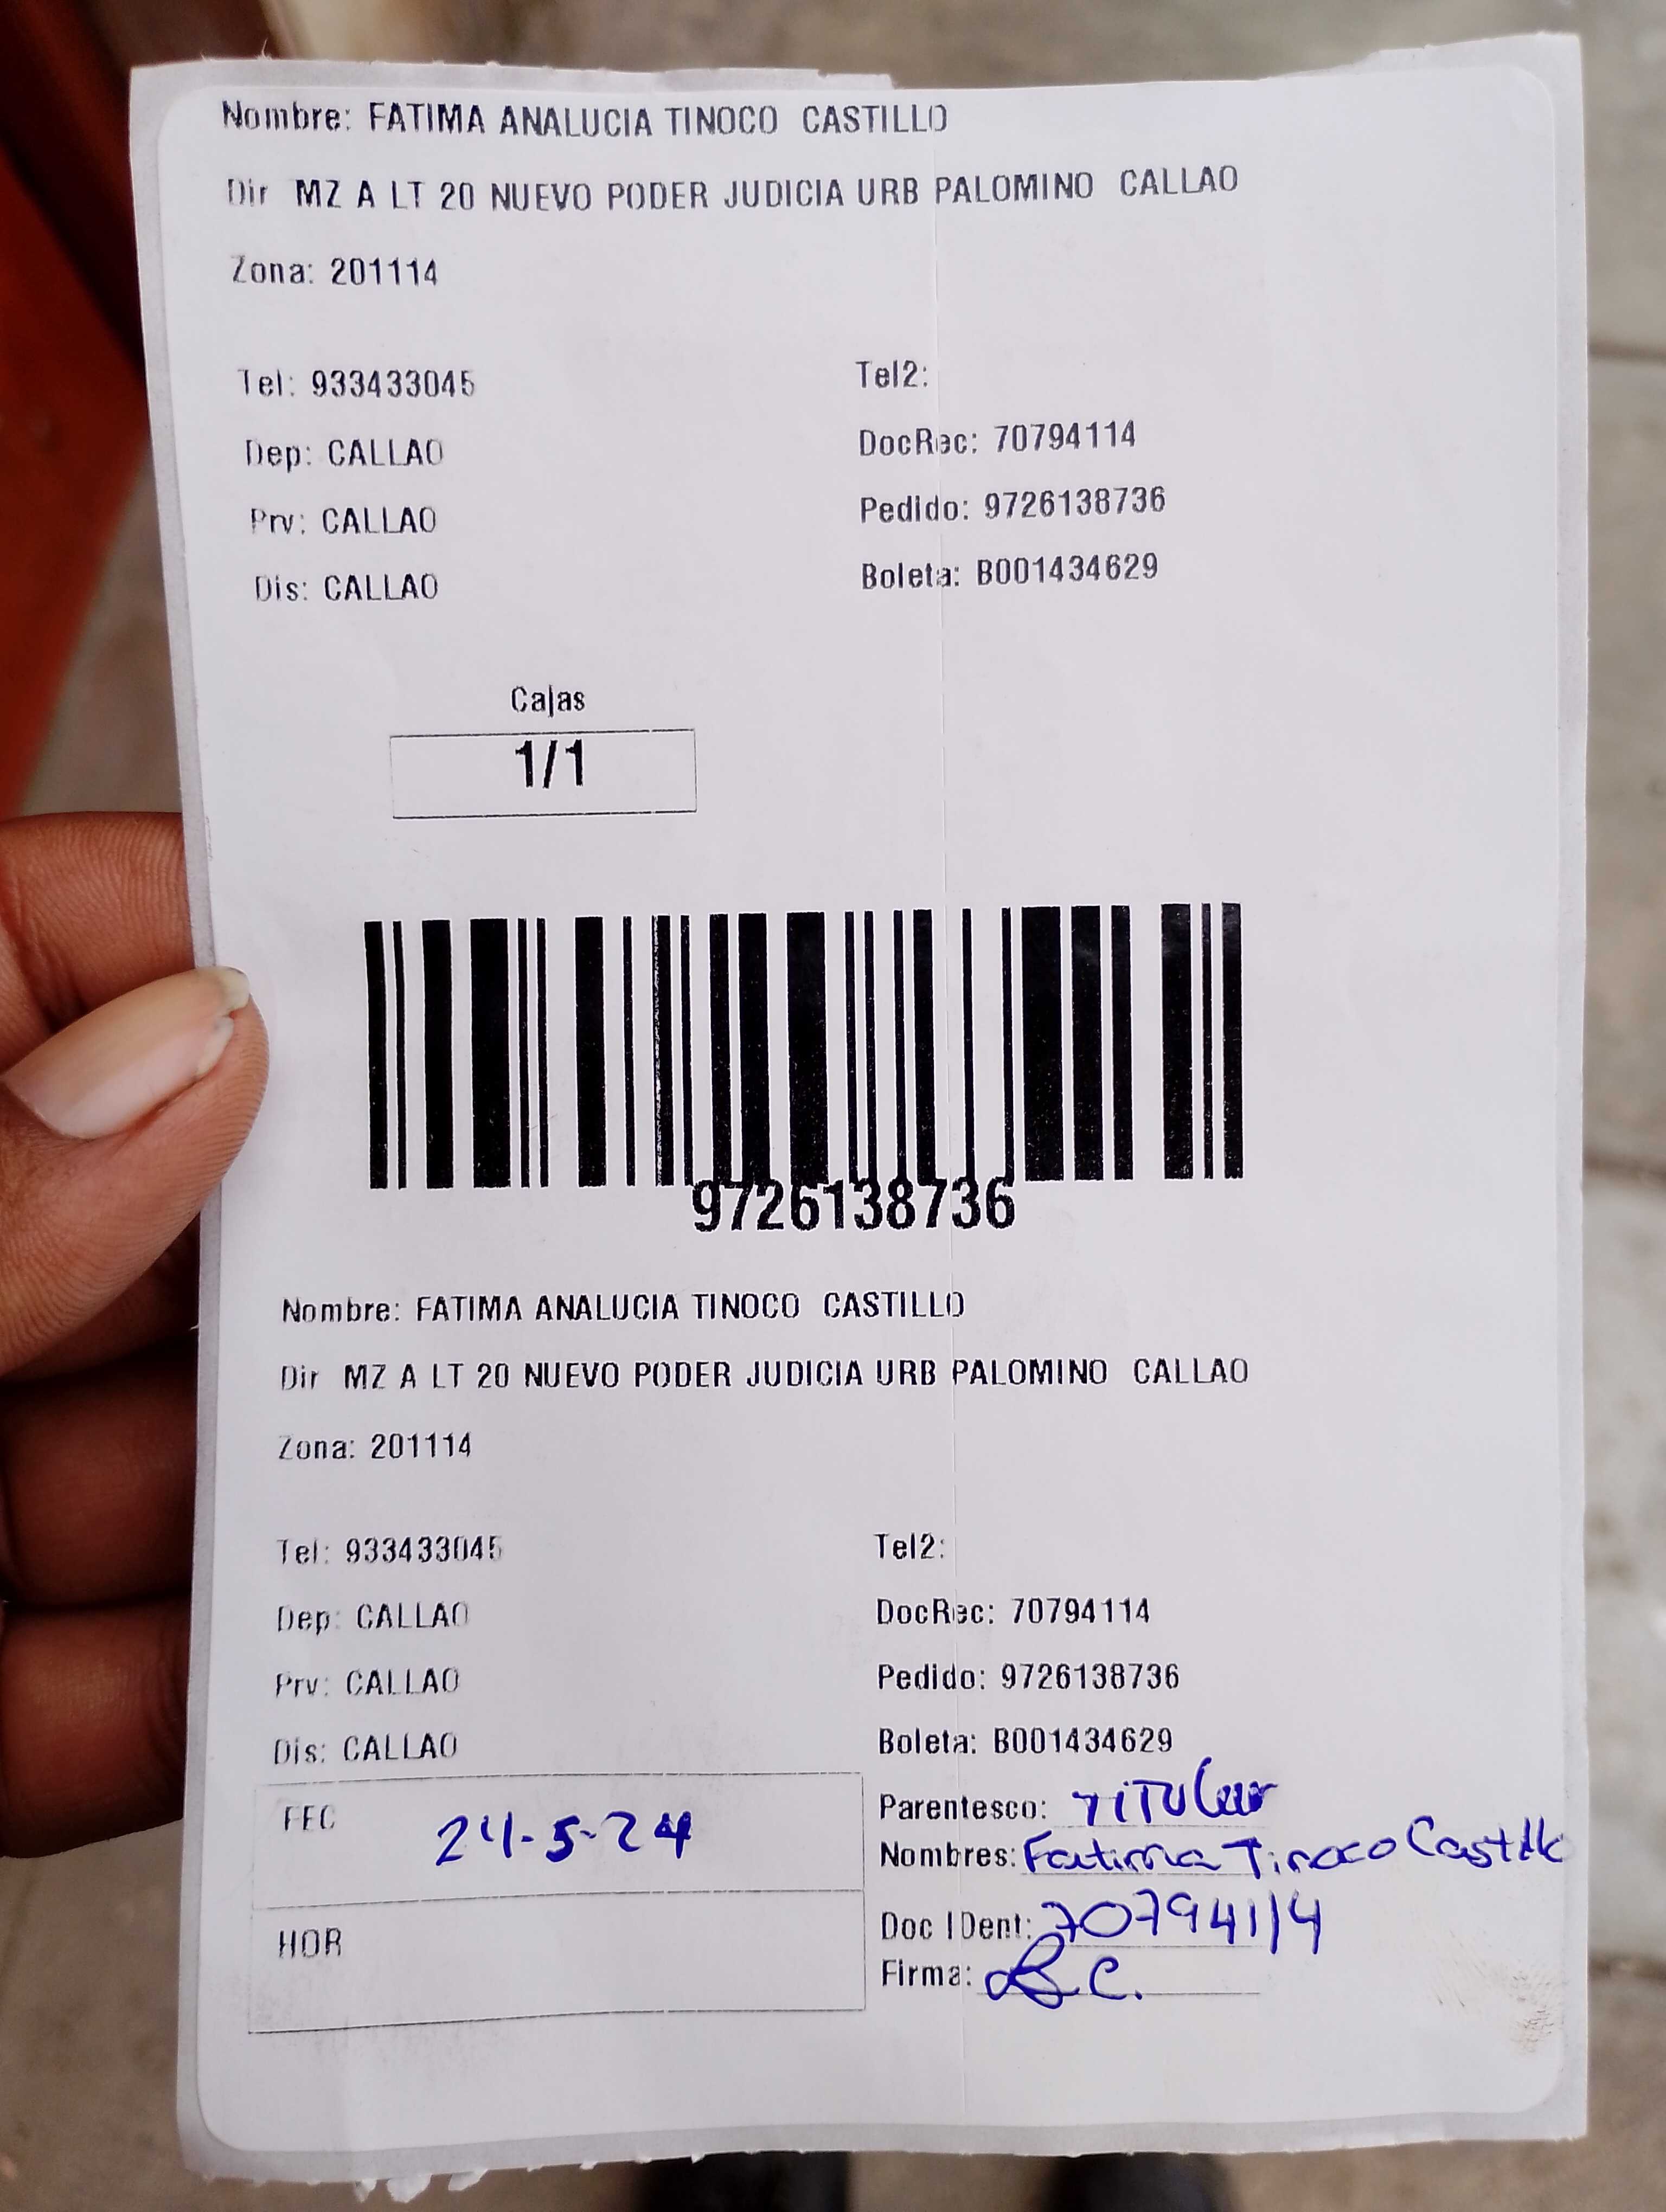 Nombre: FATIMA ANALUCIA TINOCO CASTILLO
Dir MZ A LT 20 NUEVO PODER JUDICIA URB PALOMINO CALLAO
Zona: 201114
Tel: 933433045 Tel2:
Dep: CALLAO DocRec: 70794114
Prv: CALLAO Pedido: 9726138736
Dis: CALLAO Boleta: B001434629
Cajas
1/1
9726138736
Nombre: FATIMA ANALUCIA TINOCO CASTILLO
Dir MZ A LT 20 NUEVO PODER JUDICIA URB PALOMINO CALLAO
Zona: 201114
Tel: 933433045 Tel2:
Dep: CALLAO DocRec: 70794114
Prv: CALLAO Pedido: 9726138736
Dis: CALLAO Boleta: B001434629
FEC 24-5-24
Parentesco: TITULar
Nombres: Fatima Tinoco Castillo
HOR
Doc IDent: 70794114
Firma: